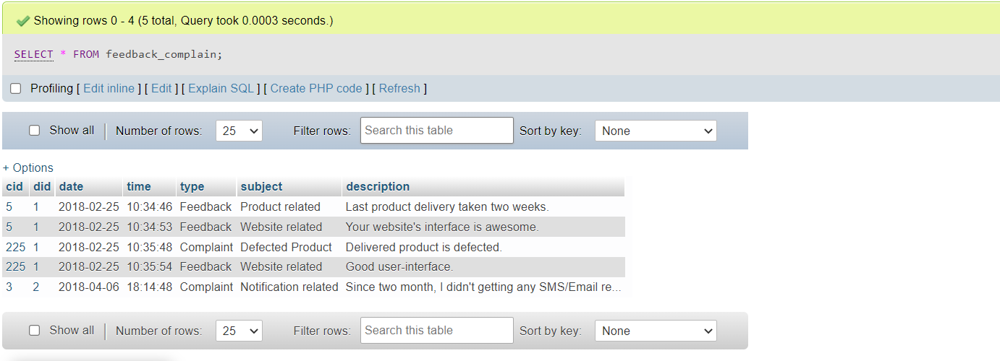 Showing rows 0 - 4 (5 total, Query took 0.0003 seconds.)
SELECT * FROM feedback_complain;
Profiling [ Edit inline ] [ Edit ] [ Explain SQL ] [ Create PHP code ] [ Refresh ]
Show all Number of rows: 25 Filter rows: Search this table Sort by key: None
+ Options
cid did date time type subject description
5 1 2018-02-25 10:34:46 Feedback Product related Last product delivery taken two weeks.
5 1 2018-02-25 10:34:53 Feedback Website related Your website's interface is awesome.
225 1 2018-02-25 10:35:48 Complaint Defected Product Delivered product is defected.
225 1 2018-02-25 10:35:54 Feedback Website related Good user-interface.
3 2 2018-04-06 18:14:48 Complaint Notification related Since two month, I didn't getting any SMS/Email re...
Show all Number of rows: 25 Filter rows: Search this table Sort by key: None